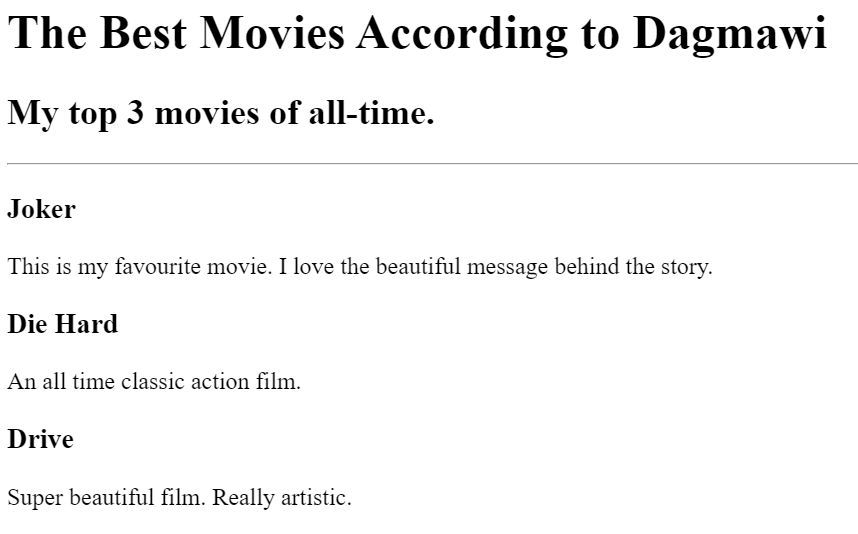 The Best Movies According to Dagmawi
My top 3 movies of all-time.
Joker
This is my favourite movie. I love the beautiful message behind the story.
Die Hard
An all time classic action film.
Drive
Super beautiful film. Really artistic.